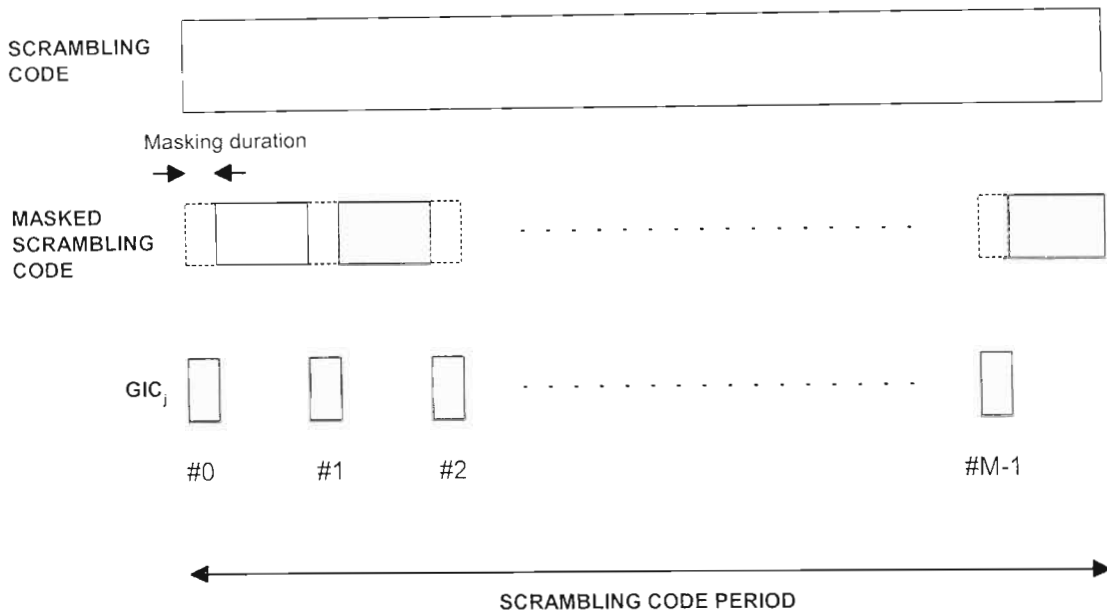 SCRAMBLING
CODE
Masking duration
MASKED
SCRAMBLING
CODE
GICj
#0 #1 #2 #M-1
SCRAMBLING CODE PERIOD